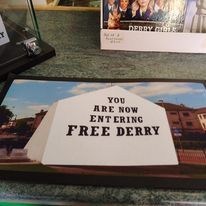 DERRY GIRLS
YOU
ARE NOW
ENTERING
FREE DERRY